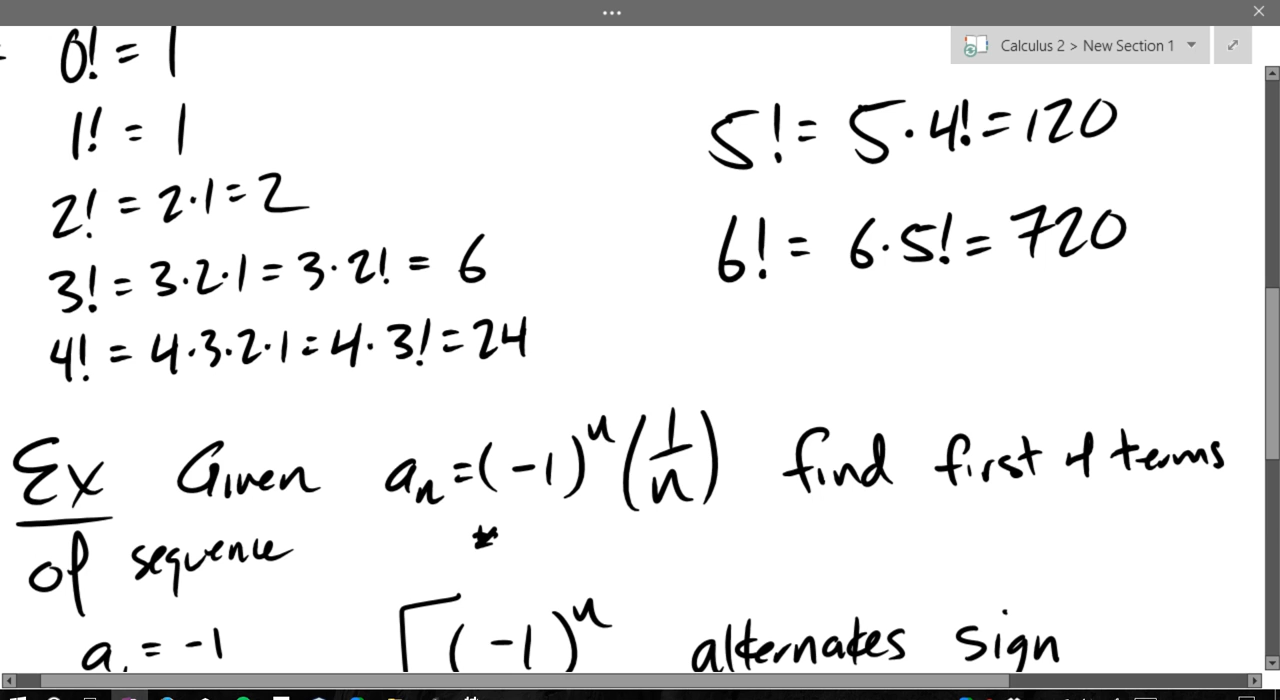 ...
Calculus 2 > New Section 1
0! = 1
1! = 1
2! = 2·1 = 2
3! = 3·2·1 = 3·2! = 6
4! = 4·3·2·1 = 4·3! = 24
5! = 5·4! = 120
6! = 6·5! = 720
Ex Given aₙ = (-1)ⁿ (1/n) find first 4 terms
of sequence
*
a₁ = -1
[(-1)ⁿ alternates sign